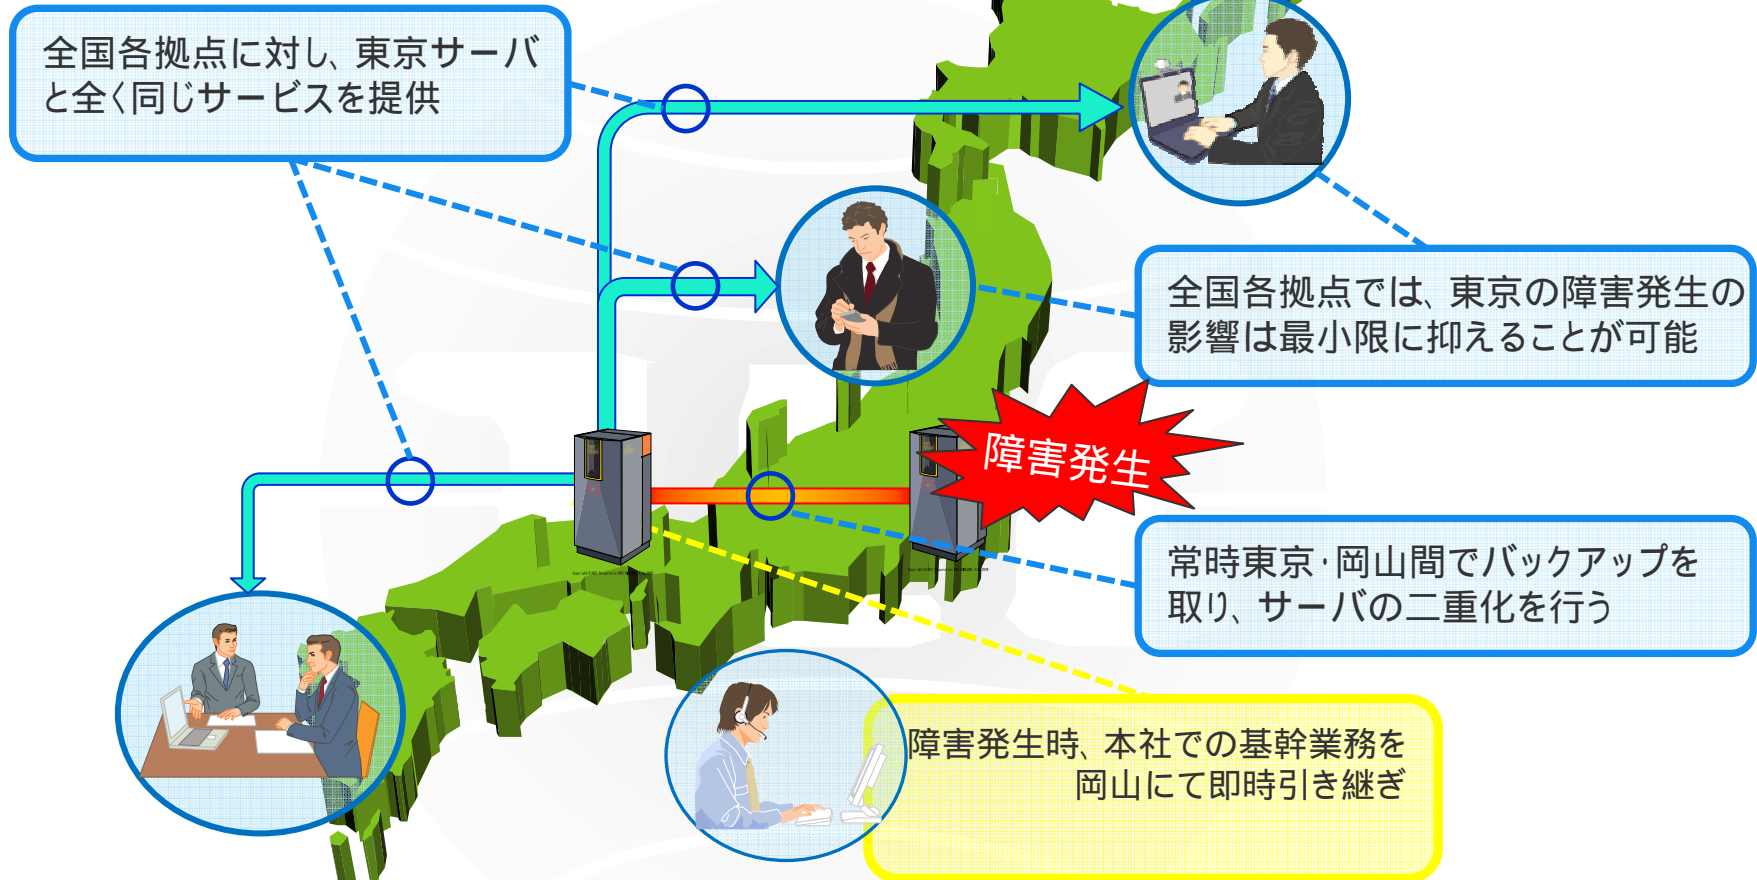 全国各拠点に対し、東京サーバ
と全く同じサービスを提供
全国各拠点では、東京の障害発生の
影響は最小限に抑えることが可能
障害発生
常時東京・岡山間でバックアップを
取り、サーバの二重化を行う
障害発生時、本社での基幹業務を
岡山にて即時引き継ぎ